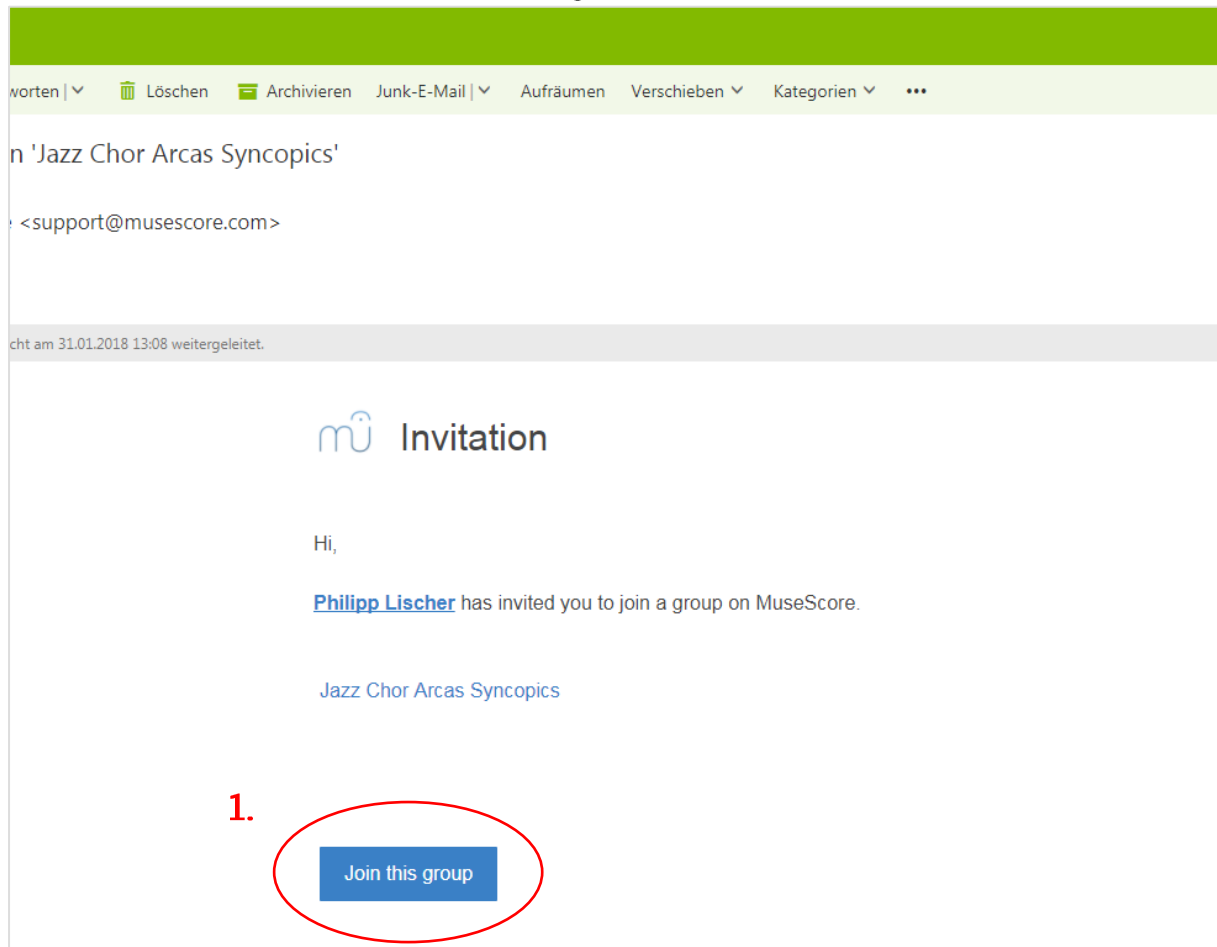 worten | Löschen Archivieren Junk-E-Mail | Aufräumen Verschieben Kategorien •••
n 'Jazz Chor Arcas Syncopics'
<support@musescore.com>
cht am 31.01.2018 13:08 weitergeleitet.
mu Invitation
Hi,
Philipp Lischer has invited you to join a group on MuseScore.
Jazz Chor Arcas Syncopics
1.
Join this group